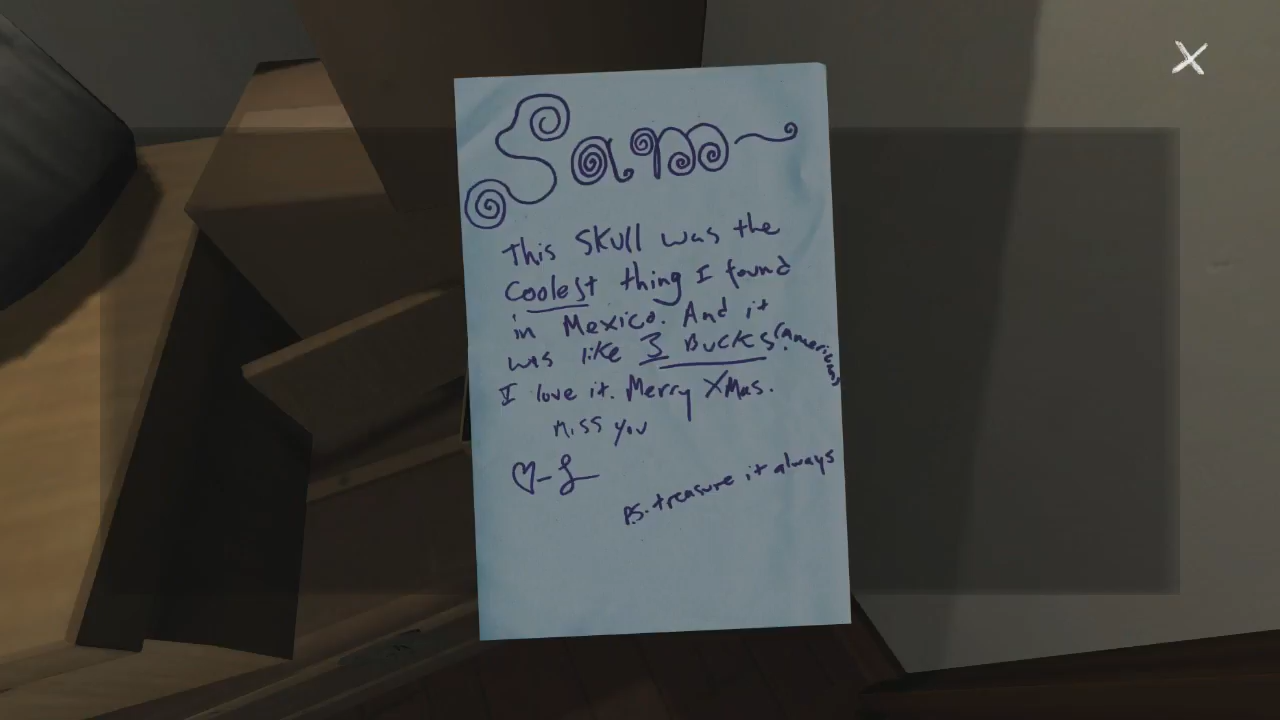 Sam
This Skull was the
Coolest thing I found
in Mexico. And it
was like 3 Bucks. (american)
I love it. Merry XMas.
miss you
♡-L
P.S. treasure it always